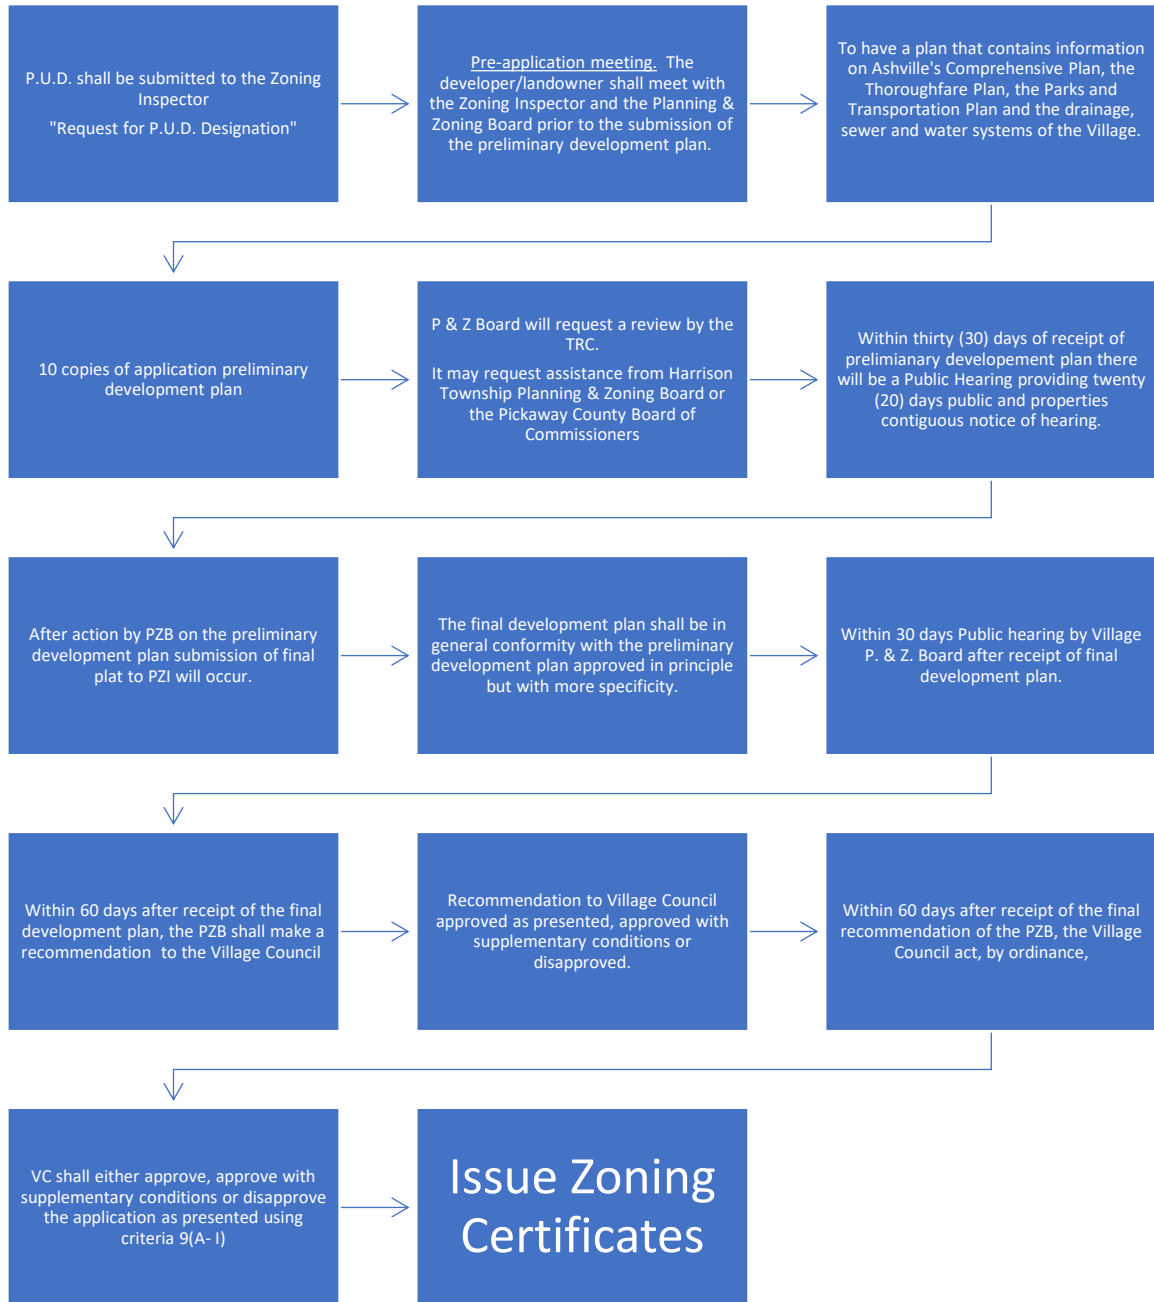 P.U.D. shall be submitted to the Zoning
Inspector
"Request for P.U.D. Designation"
Pre-application meeting. The
developer/landowner shall meet with
the Zoning Inspector and the Planning &
Zoning Board prior to the submission of
the preliminary development plan.
To have a plan that contains information
on Ashville's Comprehensive Plan, the
Thoroughfare Plan, the Parks and
Transportation Plan and the drainage,
sewer and water systems of the Village.
10 copies of application preliminary
development plan
P & Z Board will request a review by the
TRC.
It may request assistance from Harrison
Township Planning & Zoning Board or
the Pickaway County Board of
Commissioners
Within thirty (30) days of receipt of
prelimianary developement plan there
will be a Public Hearing providing twenty
(20) days public and properties
contiguous notice of hearing.
After action by PZB on the preliminary
development plan submission of final
plat to PZI will occur.
The final development plan shall be in
general conformity with the preliminary
development plan approved in principle
but with more specificity.
Within 30 days Public hearing by Village
P. & Z. Board after receipt of final
development plan.
Within 60 days after receipt of the final
development plan, the PZB shall make a
recommendation to the Village Council
Recommendation to Village Council
approved as presented, approved with
supplementary conditions or
disapproved.
Within 60 days after receipt of the final
recommendation of the PZB, the Village
Council act, by ordinance,
VC shall either approve, approve with
supplementary conditions or disapprove
the application as presented using
criteria 9(A- I)
Issue Zoning
Certificates